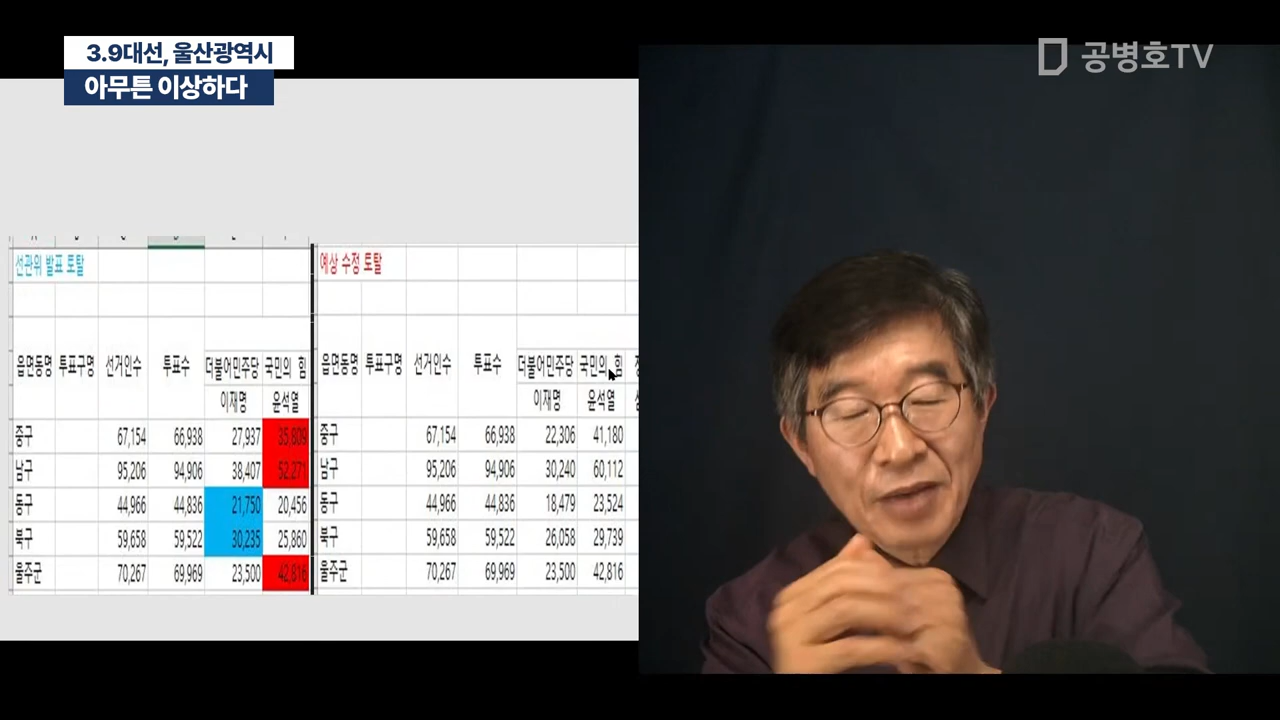 3.9대선, 울산광역시
아무튼 이상하다
공병호TV
선관위 발표 토탈
예상 수정 토탈
읍면동명 투표구명 선거인수 투표수 더불어민주당 국민의 힘
이재명 윤석열
읍면동명 투표구명 선거인수 투표수 더불어민주당 국민의 힘
이재명 윤석열
중구 67,154 66,938 27,937 35,809
남구 95,206 94,906 38,407 52,271
동구 44,966 44,836 21,750 20,456
북구 59,658 59,522 30,235 25,860
울주군 70,267 69,969 23,500 42,816
중구 67,154 66,938 22,306 41,180
남구 95,206 94,906 30,240 60,112
동구 44,966 44,836 18,479 23,524
북구 59,658 59,522 26,058 29,739
울주군 70,267 69,969 23,500 42,816